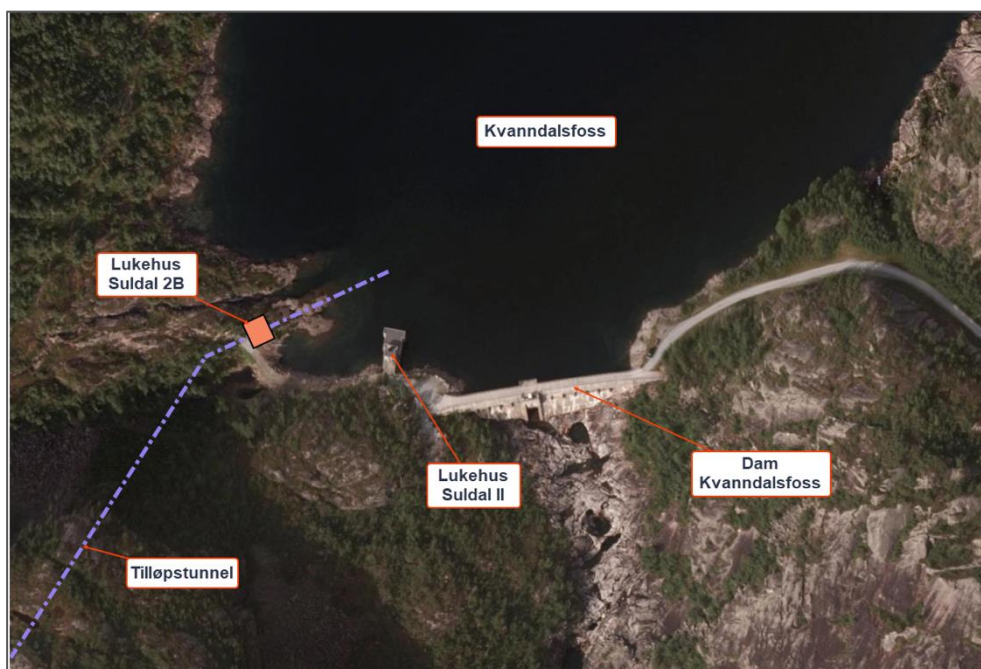 Kvanndalsfoss
Lukehus
Suldal 2B
Lukehus
Suldal II
Dam
Kvanndalsfoss
Tilløpstunnel